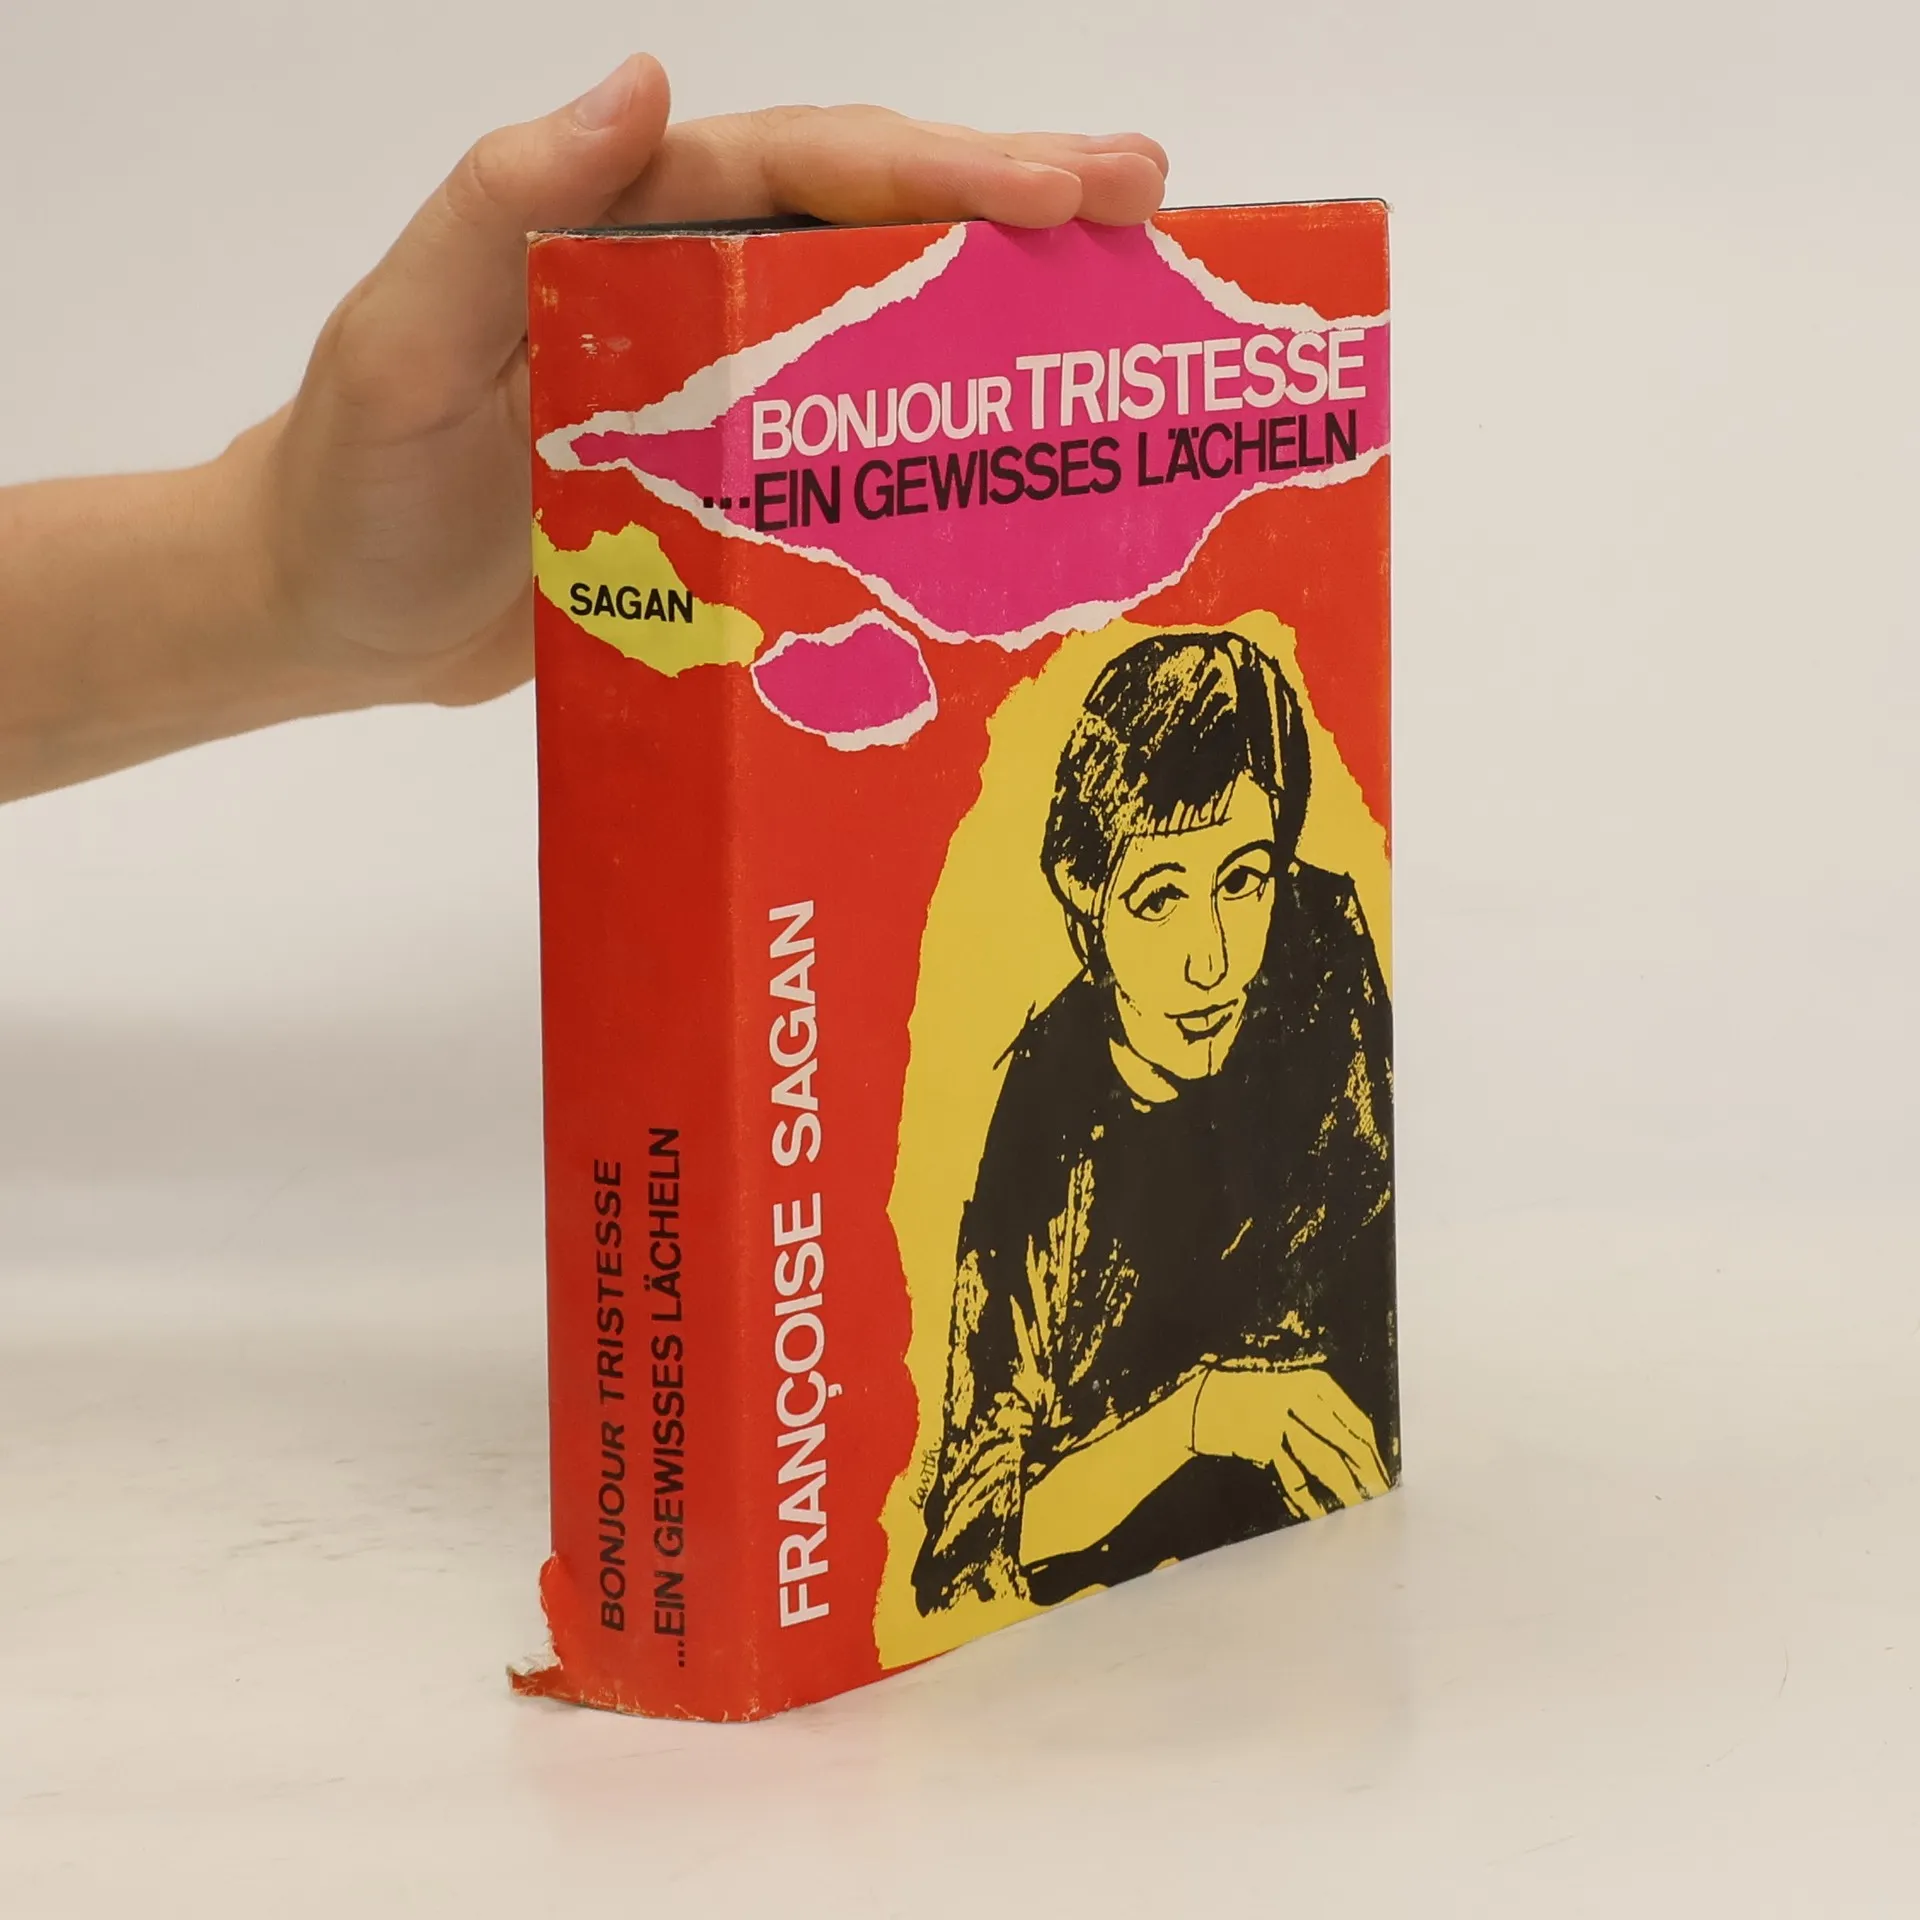 BONJOUR TRISTESSE
...EIN GEWISSES LÄCHELN
SAGAN
FRANÇOISE SAGAN
BONJOUR TRISTESSE
...EIN GEWISSES LÄCHELN